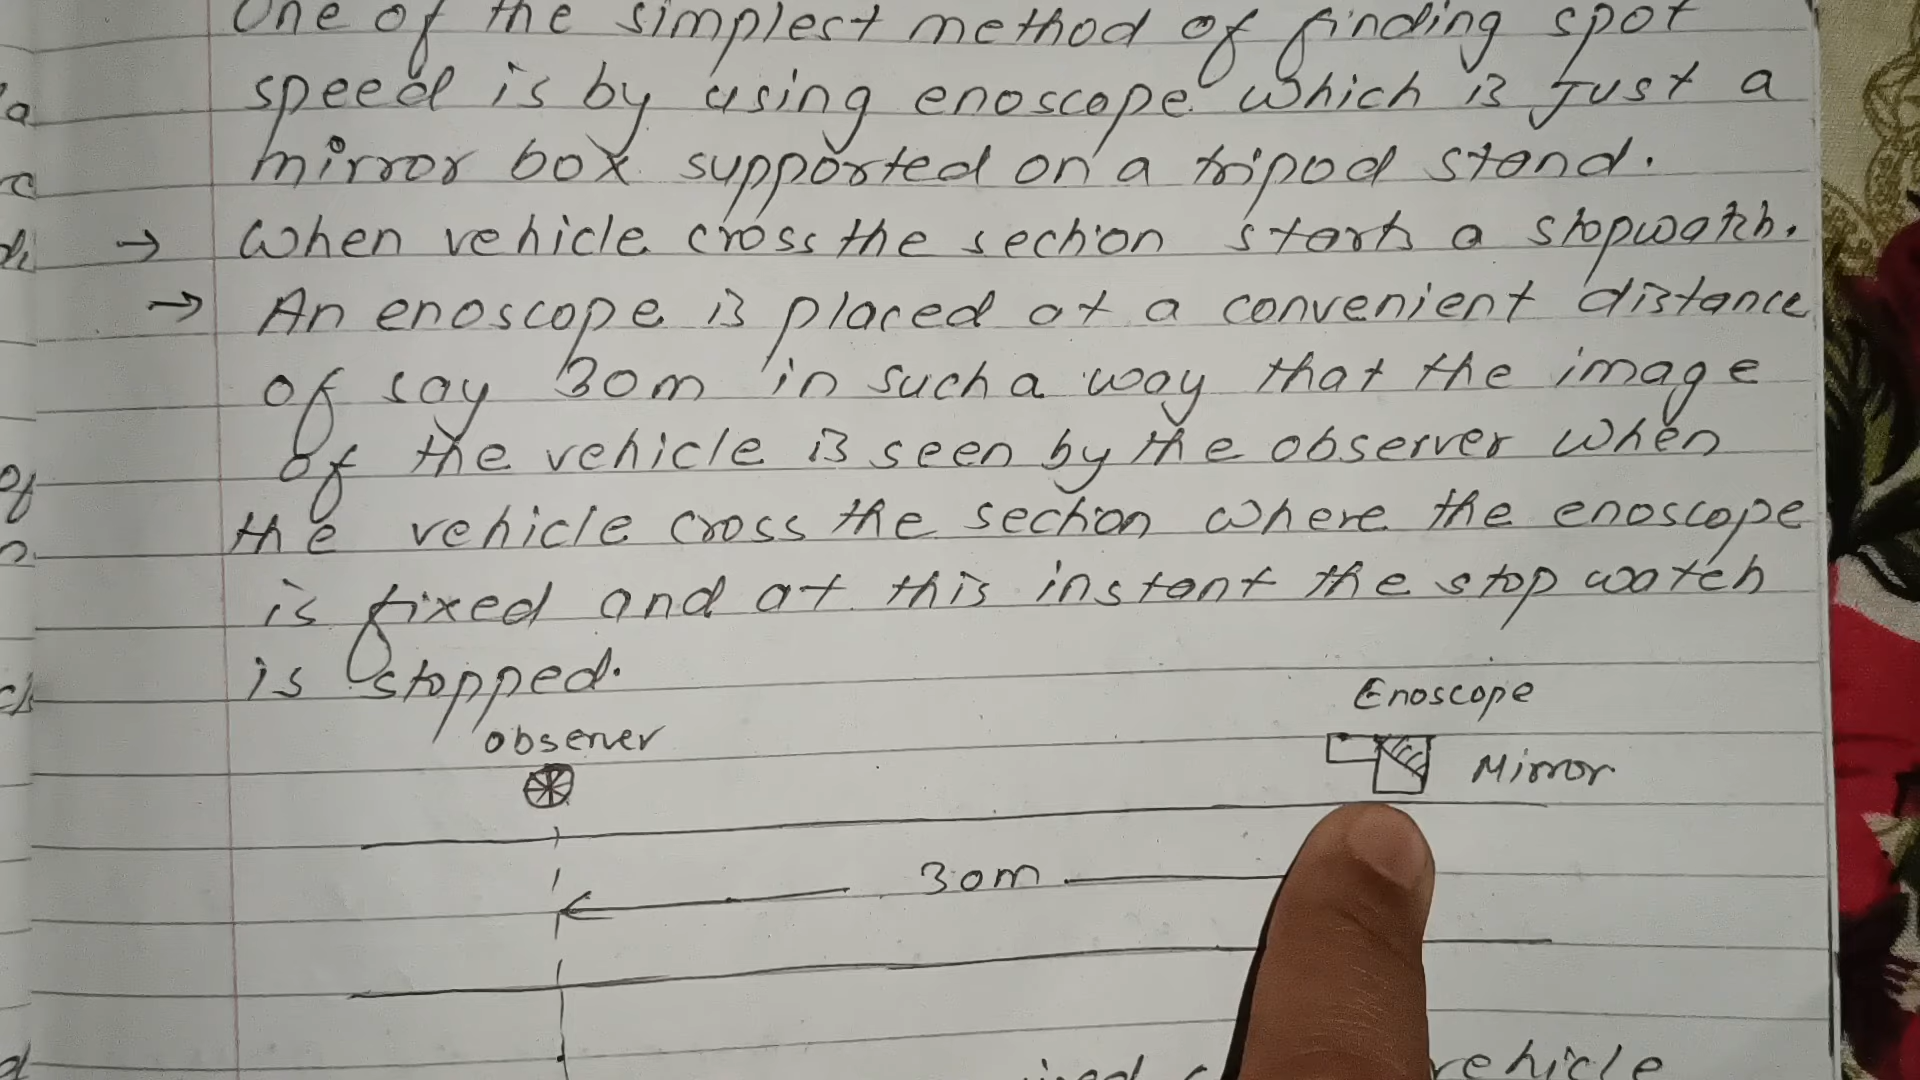 One of the simplest method of finding spot
speed is by using enoscope which is Just a
mirror box supported on a tripod stand.
→ When vehicle cross the section starts a stopwatch.
→ An enoscope is placed at a convenient distance
of say 30m in such a way that the image
of the vehicle is seen by the observer when
the vehicle cross the section where the enoscope
is fixed and at this instant the stop watch
is stopped.
Enoscope
observer
Mirror
30m
vehicle